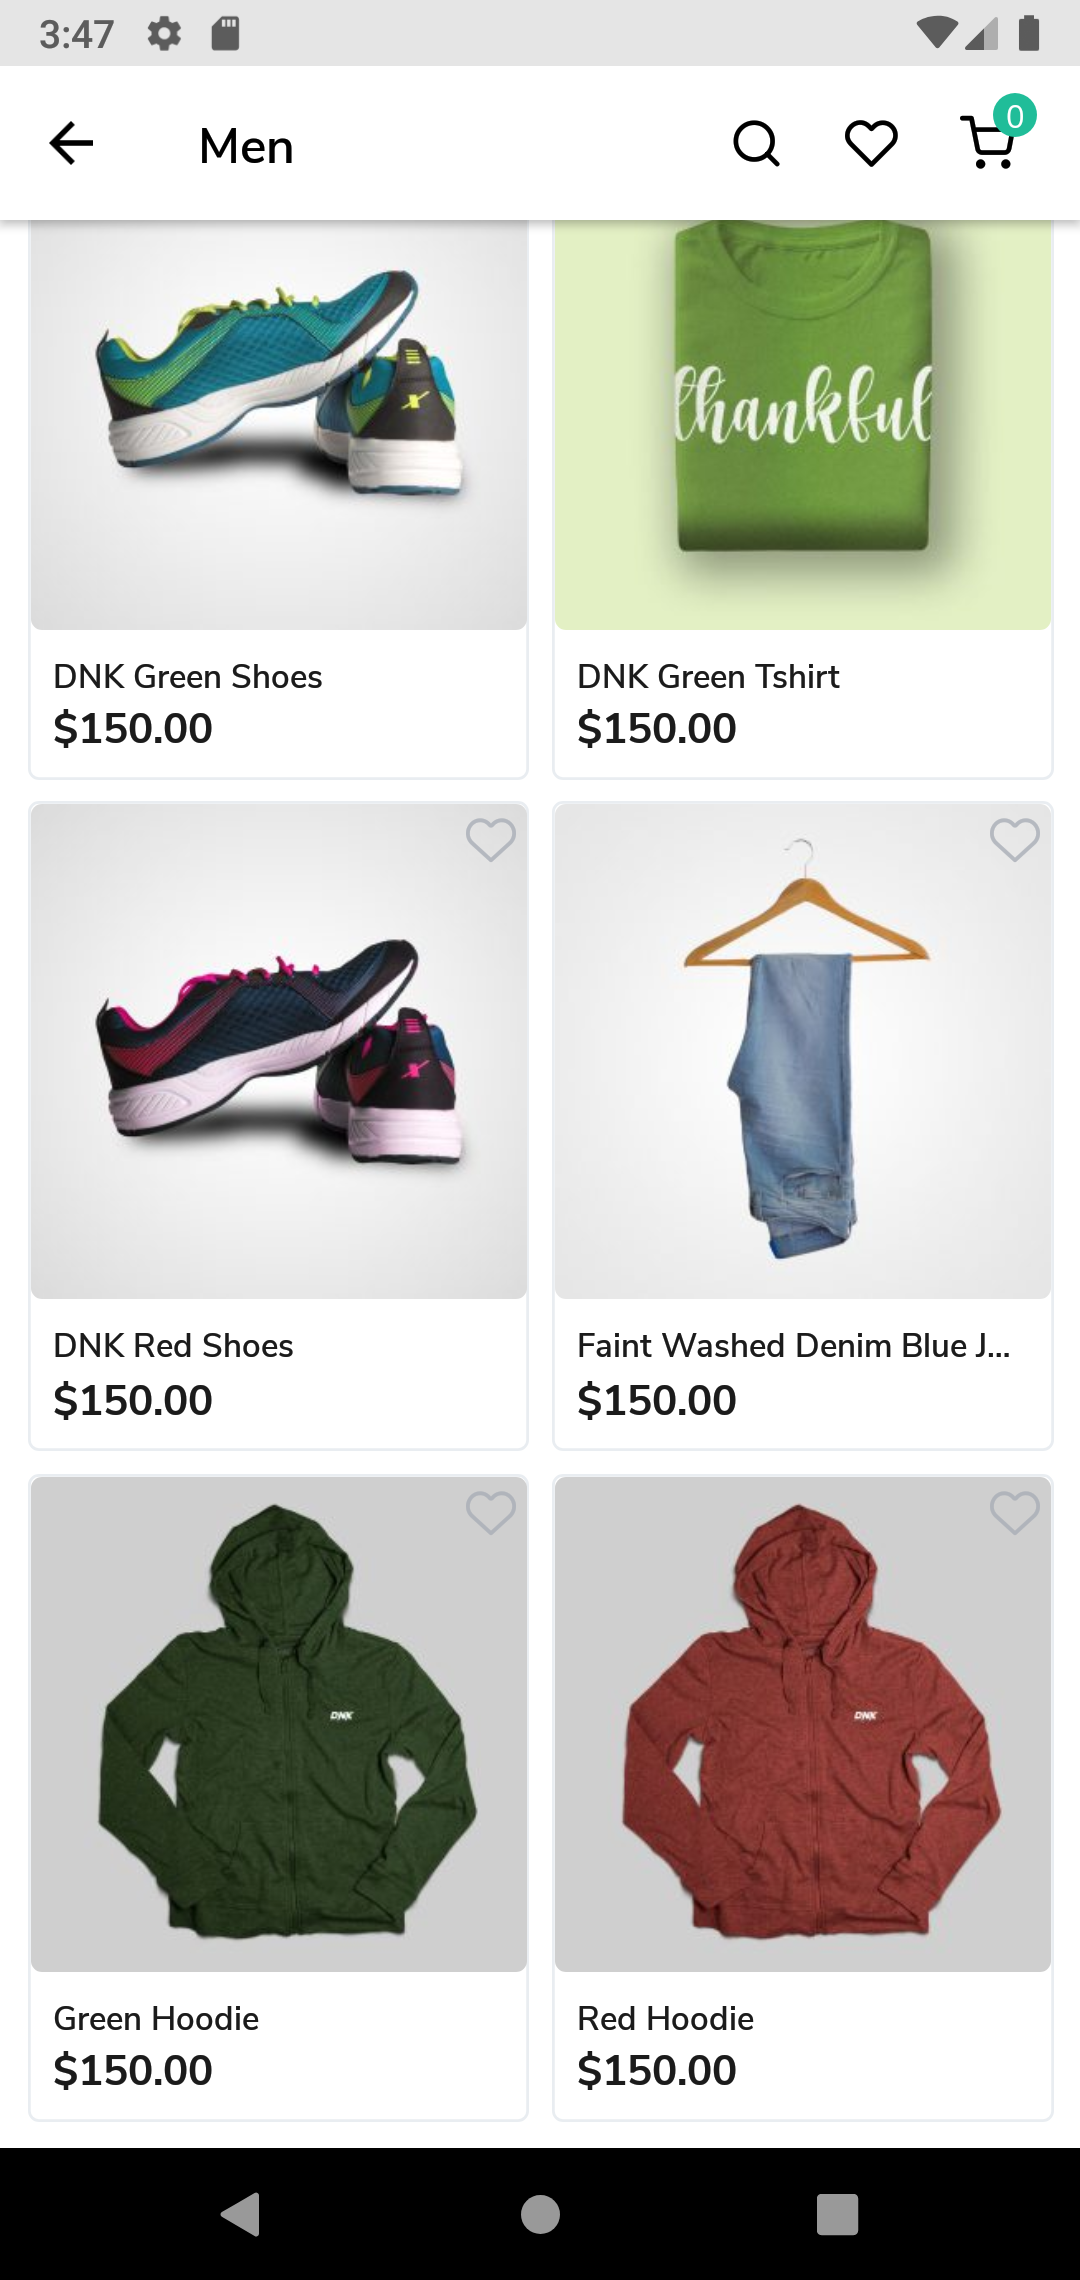 3:47
Men
0
thankful
DNK Green Shoes
$150.00
DNK Green Tshirt
$150.00
DNK Red Shoes
$150.00
Faint Washed Denim Blue J...
$150.00
DNK
DNK
Green Hoodie
$150.00
Red Hoodie
$150.00